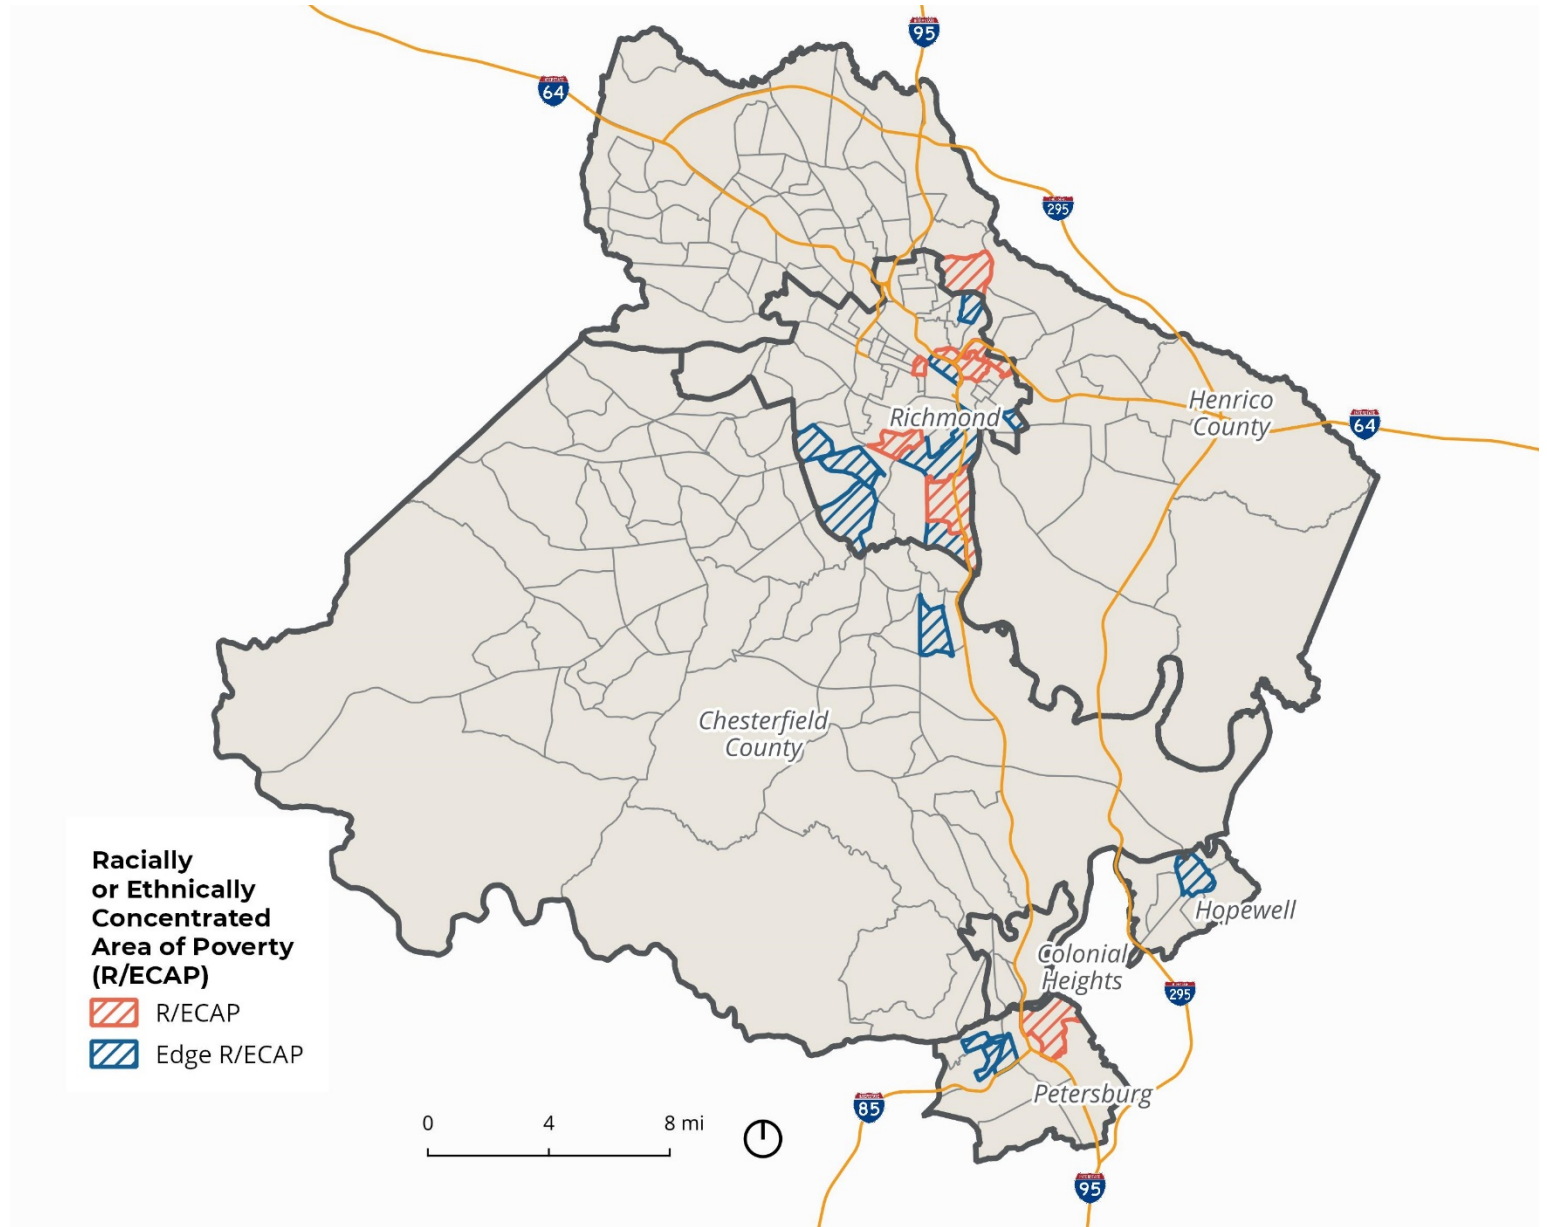 95
64
295
Henrico
County
64
Richmond
Chesterfield
County
Racially
or Ethnically
Concentrated
Area of Poverty
(R/ECAP)
R/ECAP
Edge R/ECAP
Hopewell
Colonial
Heights
295
Petersburg
85
0 4 8 mi
95